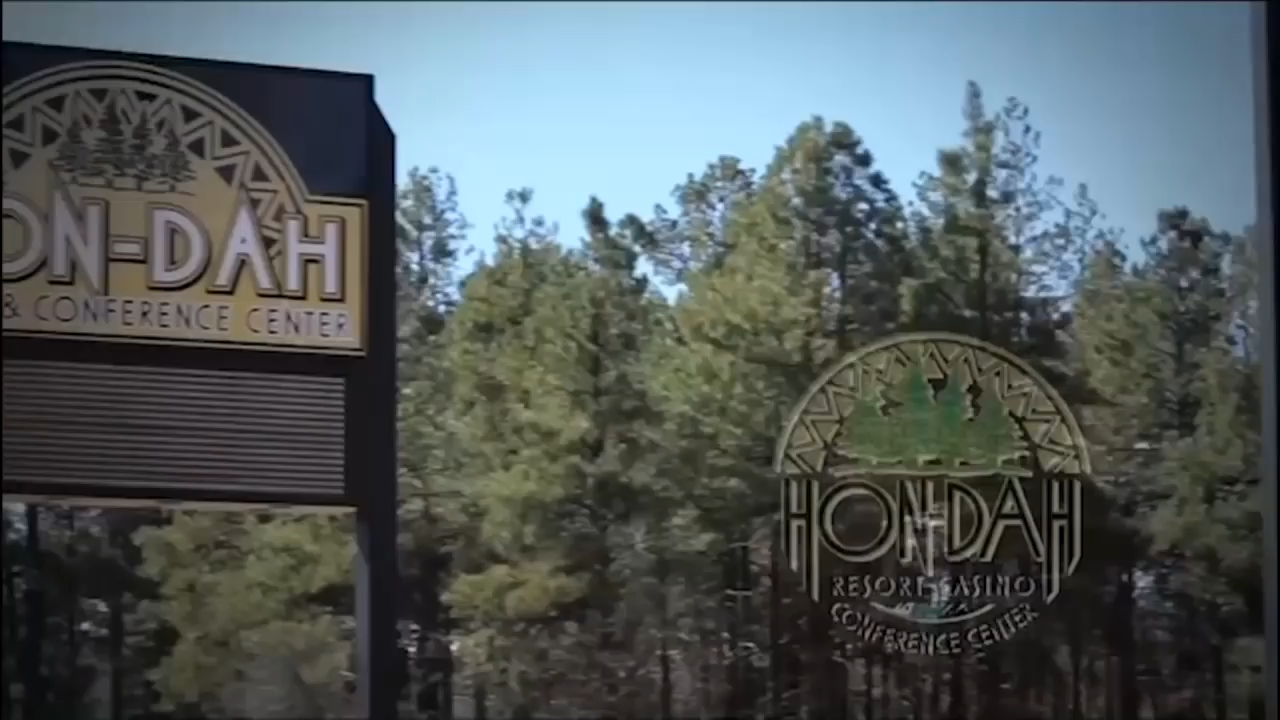 ON-DAH
& CONFERENCE CENTER
HON-DAH
RESORT CASINO
CONFERENCE CENTER